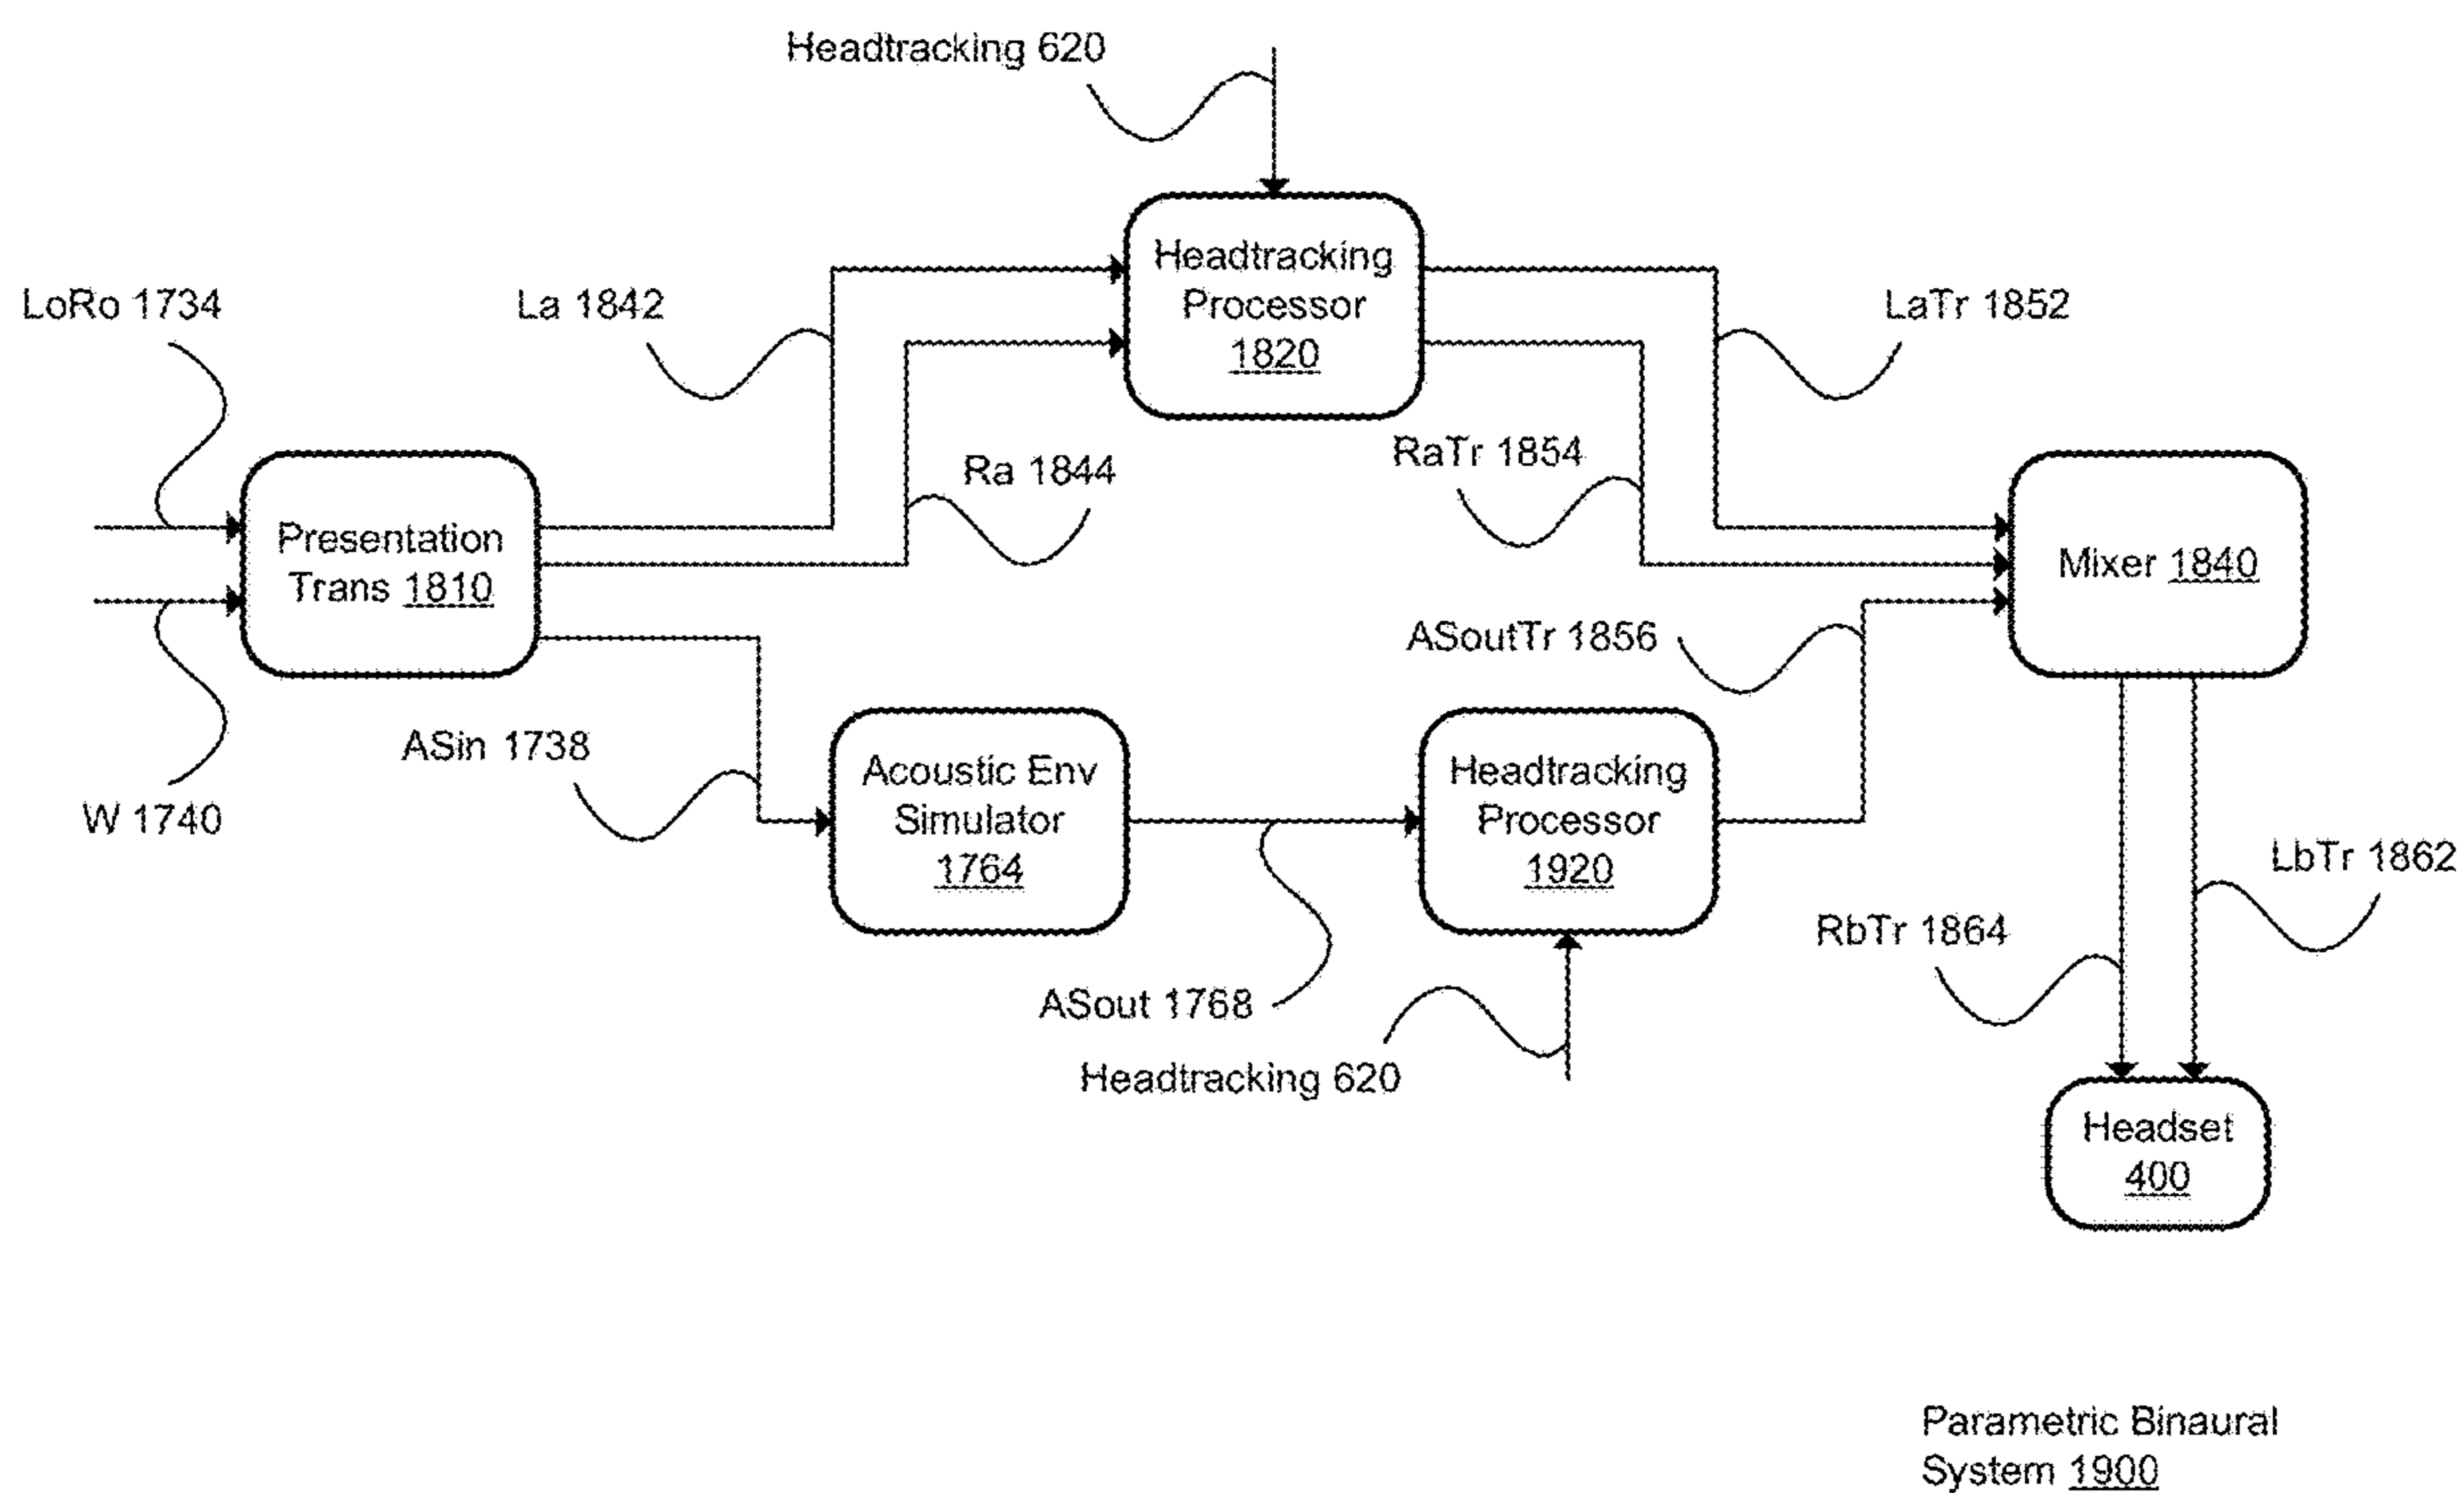 Headtracking 620
Headtracking
Processor
1820
LoRo 1734
La 1842
LaTr 1852
Ra 1844
RaTr 1854
Presentation
Trans 1810
Mixer 1840
ASoutTr 1856
ASin 1738
W 1740
Acoustic Env
Simulator
1764
Headtracking
Processor
1920
LbTr 1862
RbTr 1864
ASout 1768
Headtracking 620
Headset
400
Parametric Binaural
System 1900